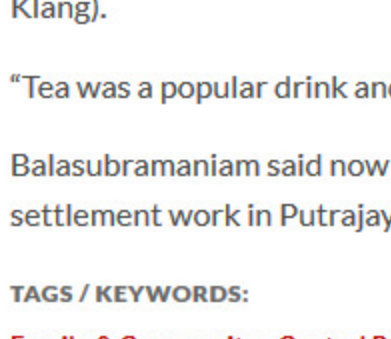 Klang).
“Tea was a popular drink and
Balasubramaniam said now
settlement work in Putrajay
TAGS / KEYWORDS: